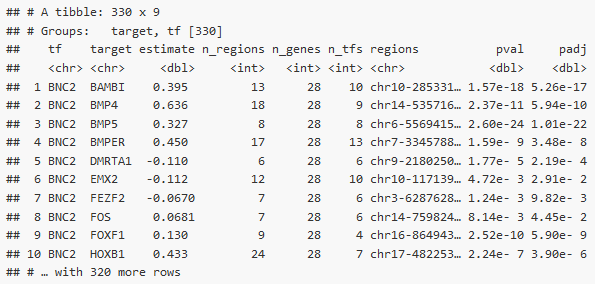 ## # A tibble: 330 x 9
## # Groups:   target, tf [330]
##    tf    target estimate n_regions n_genes n_tfs regions          pval     padj
##    <chr> <chr>     <dbl>     <int>   <int> <int> <chr>           <dbl>    <dbl>
##  1 BNC2  BAMBI    0.395         13      28    10 chr10-285331… 1.57e-18 5.26e-17
##  2 BNC2  BMP4     0.636         18      28     9 chr14-535716… 2.37e-11 5.94e-10
##  3 BNC2  BMP5     0.327          8      28     8 chr6-5569415… 2.60e-24 1.01e-22
##  4 BNC2  BMPER    0.450         17      28    13 chr7-3345788… 1.59e- 9 3.48e- 8
##  5 BNC2  DMRTA1  -0.110          6      28     6 chr9-2180250… 1.77e- 5 2.19e- 4
##  6 BNC2  EMX2    -0.112         12      28    10 chr10-117139… 4.72e- 3 2.91e- 2
##  7 BNC2  FEZF2   -0.0670         7      28     6 chr3-6287628… 1.24e- 3 9.82e- 3
##  8 BNC2  FOS      0.0681         7      28     6 chr14-759824… 8.14e- 3 4.45e- 2
##  9 BNC2  FOXF1    0.130          9      28     4 chr16-864943… 2.52e-10 5.90e- 9
## 10 BNC2  HOXB1    0.433         24      28     7 chr17-482253… 2.24e- 7 3.90e- 6
## # … with 320 more rows